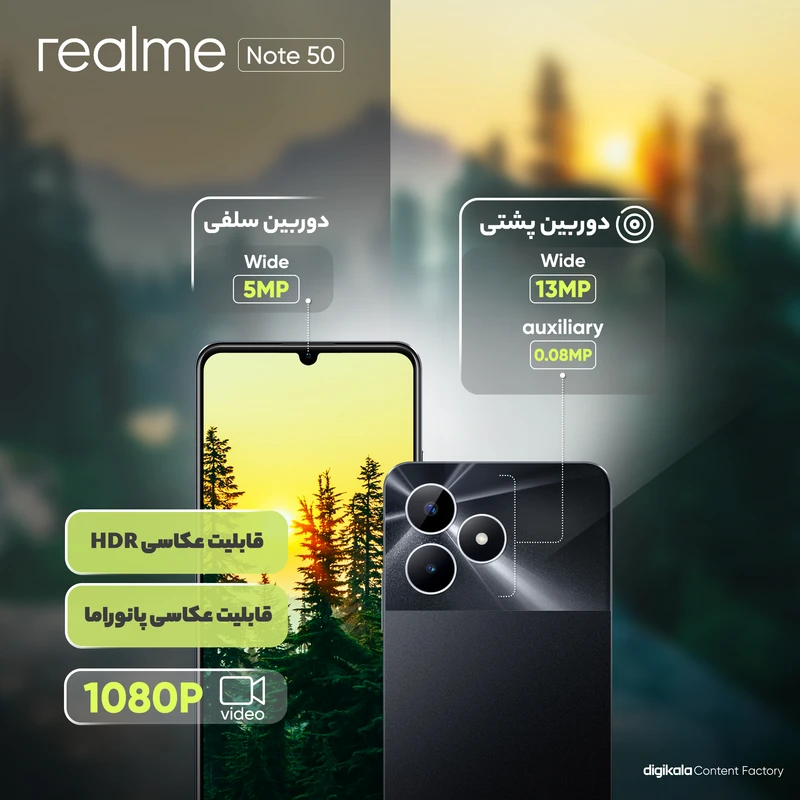 realme Note 50
دوربین سلفی
Wide
5MP
دوربین پشتی
Wide
13MP
auxiliary
0.08MP
قابلیت عکاسی HDR
قابلیت عکاسی پانوراما
1080P video
digikala Content Factory